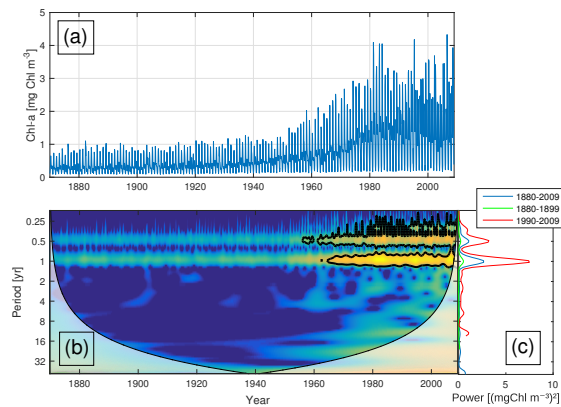 (a)
5
4
3
2
1
0
Chl-a [mg Chl m⁻³]
1880 1900 1920 1940 1960 1980 2000
Year
1880-2009
1880-1899
1990-2009
0.25
0.5
1
2
4
8
16
32
Period [yr]
(b)
(c)
1880 1900 1920 1940 1960 1980 2000
Year
0 5 10
Power [(mgChl m⁻³)²]